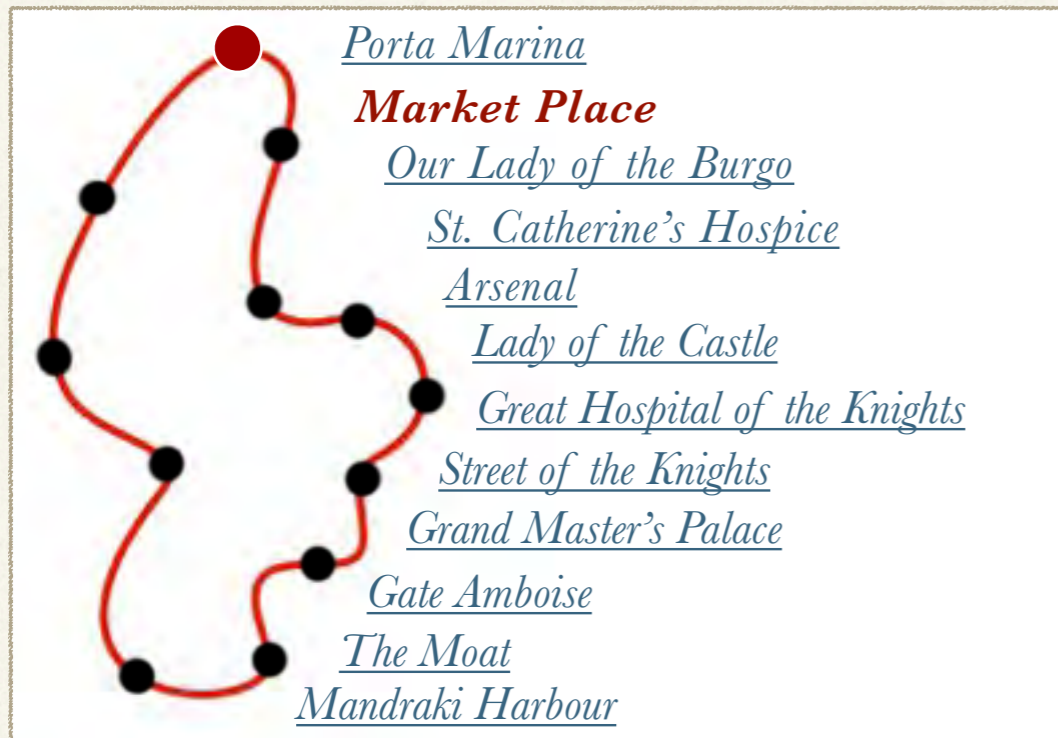 Porta Marina
Market Place
Our Lady of the Burgo
St. Catherine’s Hospice
Arsenal
Lady of the Castle
Great Hospital of the Knights
Street of the Knights
Grand Master’s Palace
Gate Amboise
The Moat
Mandraki Harbour